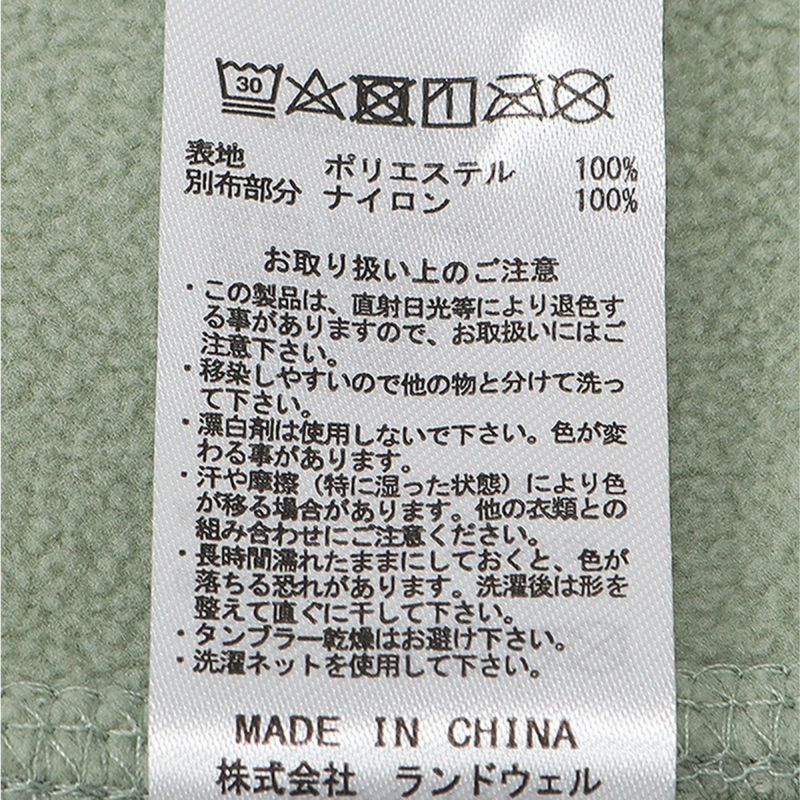 30
表地 ポリエステル 100%
別布部分 ナイロン 100%
お取り扱い上のご注意
・この製品は、直射日光等により退色す
る事がありますので、お取扱いにはご
注意下さい。
・移染しやすいので他の物と分けて洗っ
て下さい。
・漂白剤は使用しないで下さい。色が変
わる事があります。
・汗や摩擦（特に湿った状態）により色
が移る場合があります。他の衣類との
組み合わせにご注意ください。
・長時間濡れたままにしておくと、色が
落ちる恐れがあります。洗濯後は形を
整えて直ぐに干して下さい。
・タンブラー乾燥はお避け下さい。
・洗濯ネットを使用して下さい。
MADE IN CHINA
株式会社 ランドウェル